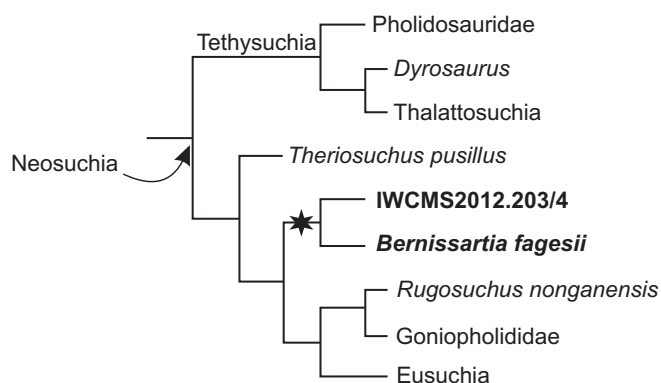 Pholidosauridae
Tethysuchia
Dyrosaurus
Thalattosuchia
Neosuchia
Theriosuchus pusillus
IWCMS2012.203/4
Bernissartia fagesii
Rugosuchus nonganensis
Goniopholididae
Eusuchia